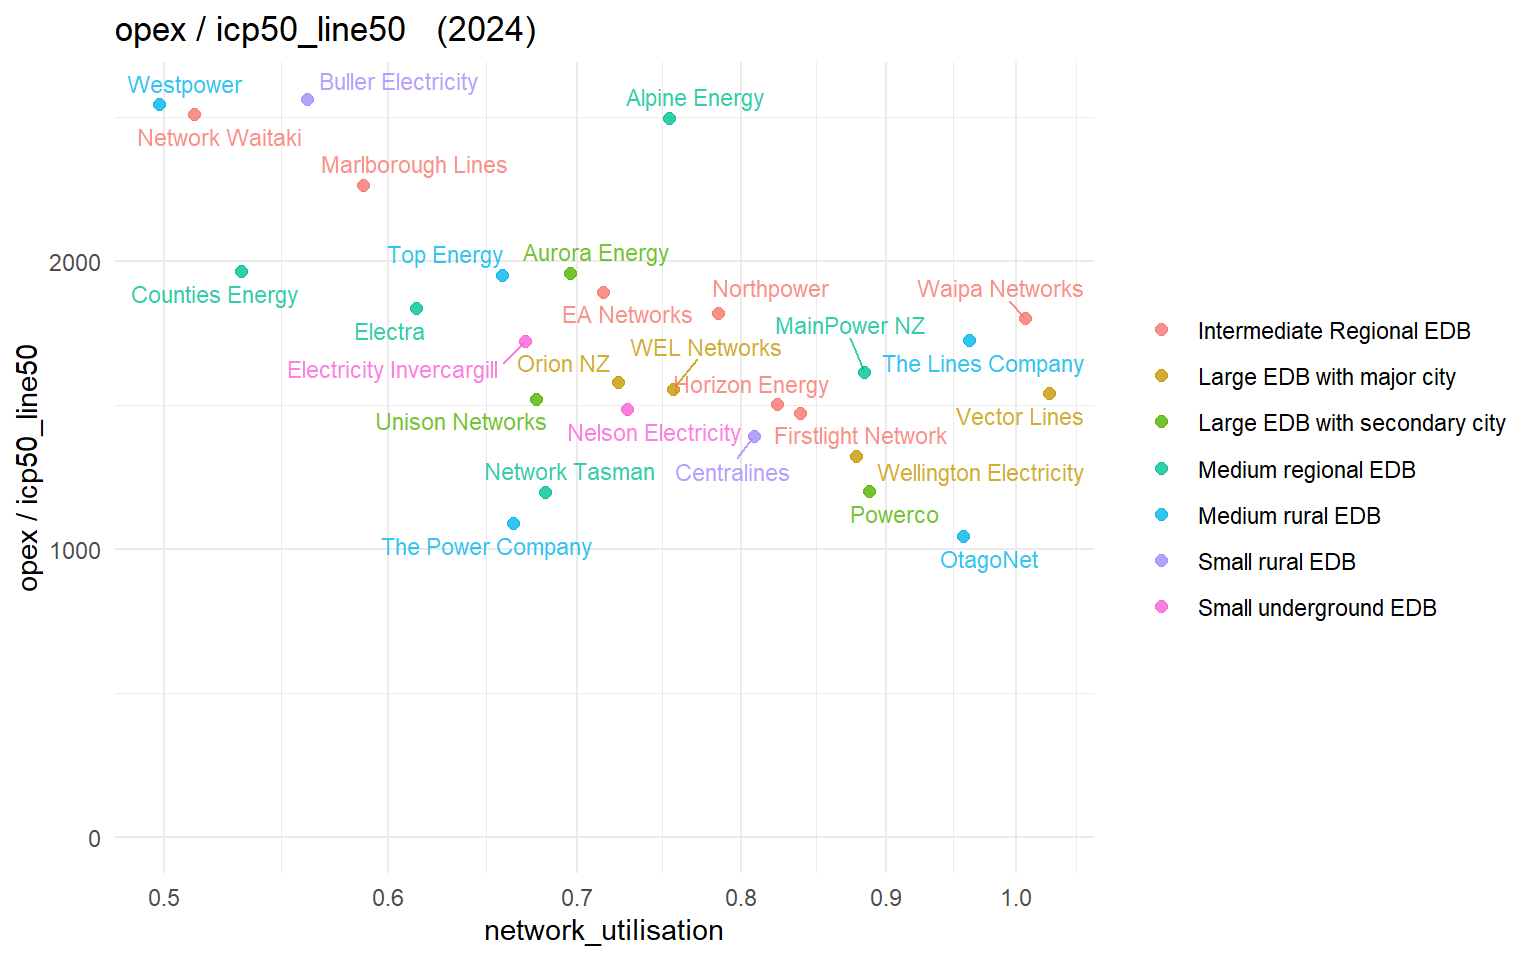 opex / icp50_line50 (2024)
Westpower
Buller Electricity
Alpine Energy
Network Waitaki
Marlborough Lines
Top Energy
Aurora Energy
Counties Energy
Northpower
Waipa Networks
EA Networks
Electra
MainPower NZ
WEL Networks
Electricity Invercargill
Orion NZ
The Lines Company
Horizon Energy
Unison Networks
Vector Lines
Nelson Electricity
Firstlight Network
Network Tasman
Centralines
Wellington Electricity
Powerco
The Power Company
OtagoNet
2000
1000
0
opex / icp50_line50
0.5 0.6 0.7 0.8 0.9 1.0
network_utilisation
Intermediate Regional EDB
Large EDB with major city
Large EDB with secondary city
Medium regional EDB
Medium rural EDB
Small rural EDB
Small underground EDB